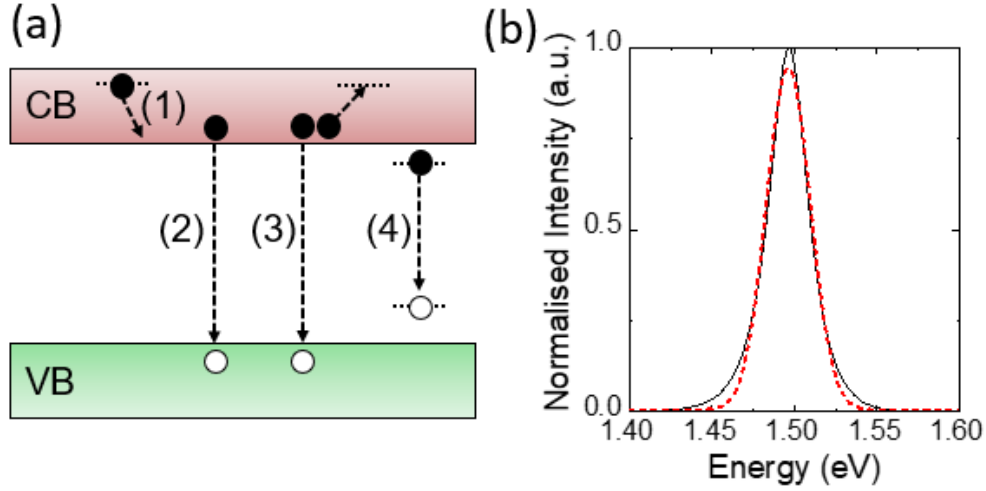 (a)
CB
(1)
(2)
(3)
(4)
VB
(b)
Normalised Intensity (a.u.)
1.0
0.5
0.0
1.40
1.45
1.50
1.55
1.60
Energy (eV)